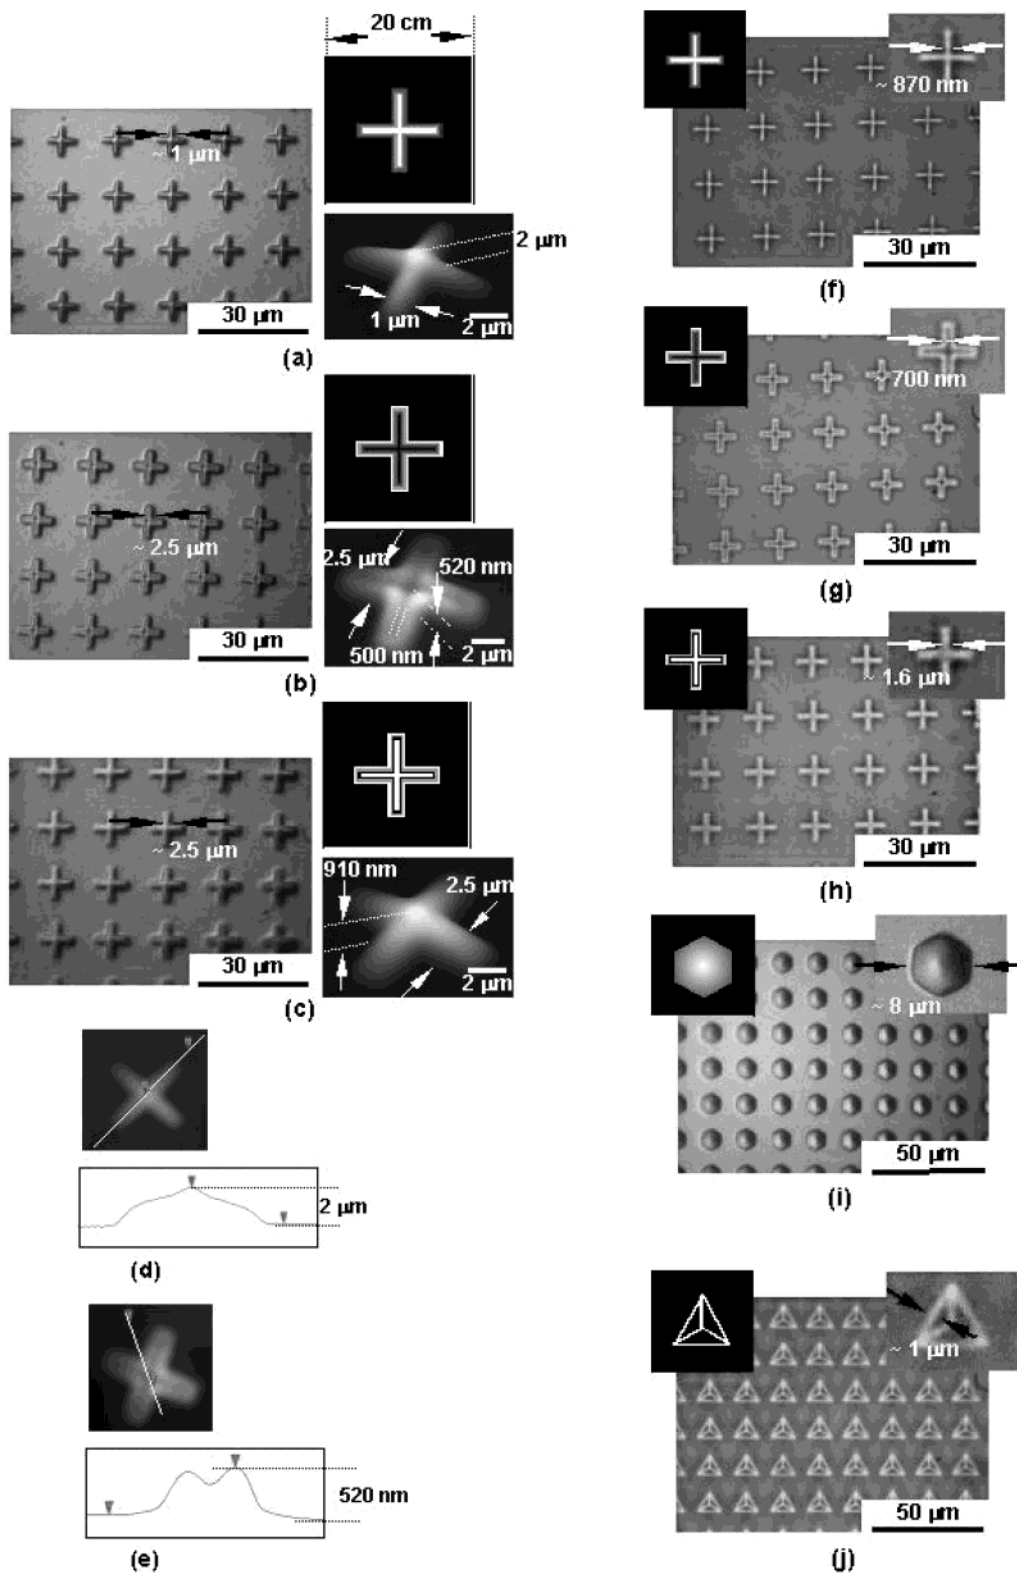 20 cm
~ 1 µm
2 µm
1 µm
2 µm
30 µm
(a)
~ 2.5 µm
2.5 µm
520 nm
500 nm
2 µm
30 µm
(b)
~ 2.5 µm
910 nm
2.5 µm
2 µm
30 µm
(c)
2 µm
(d)
520 nm
(e)
~ 870 nm
30 µm
(f)
~ 700 nm
30 µm
(g)
~ 1.6 µm
30 µm
(h)
~ 8 µm
50 µm
(i)
~ 1 µm
50 µm
(j)